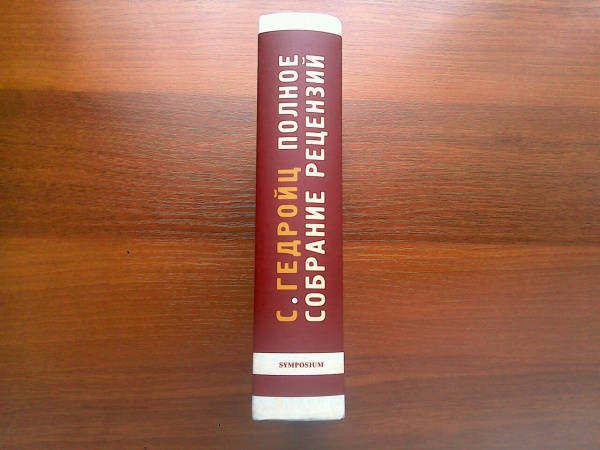 С. ГЕДРОЙЦ ПОЛНОЕ
СОБРАНИЕ РЕЦЕНЗИЙ
SYMPOSIUM